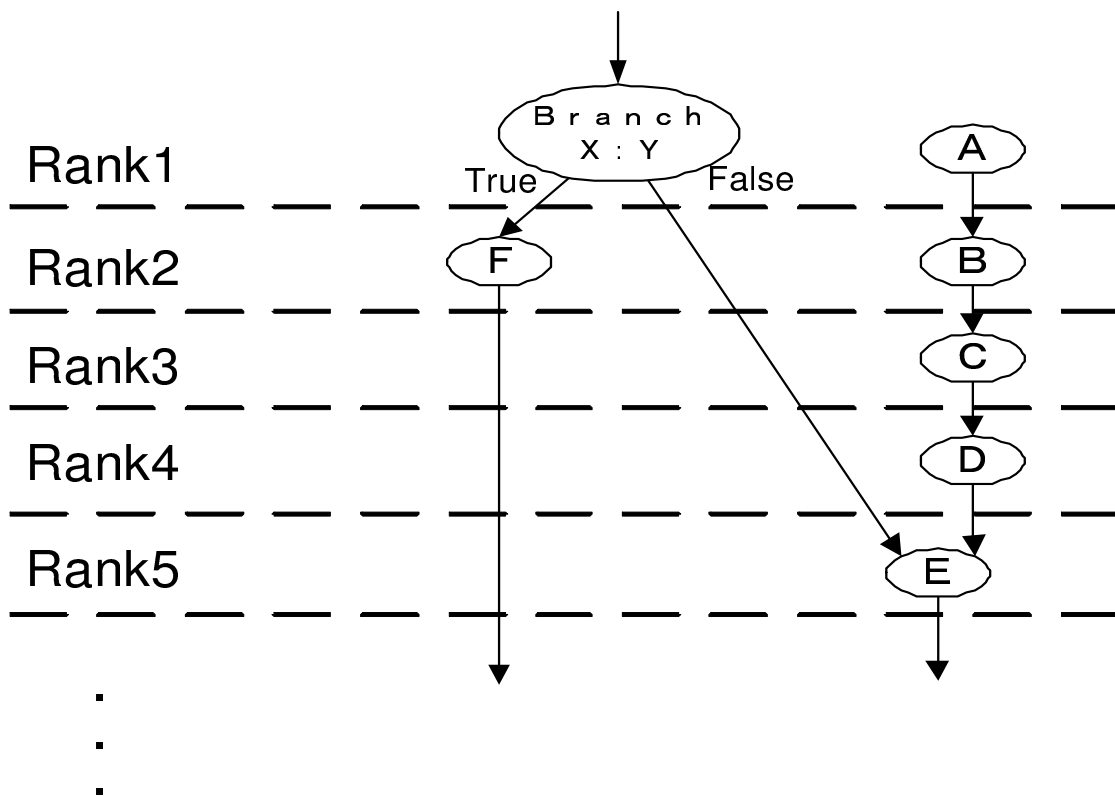 Branch
X : Y
True
False
Rank1
A
Rank2
F
B
Rank3
C
Rank4
D
Rank5
E